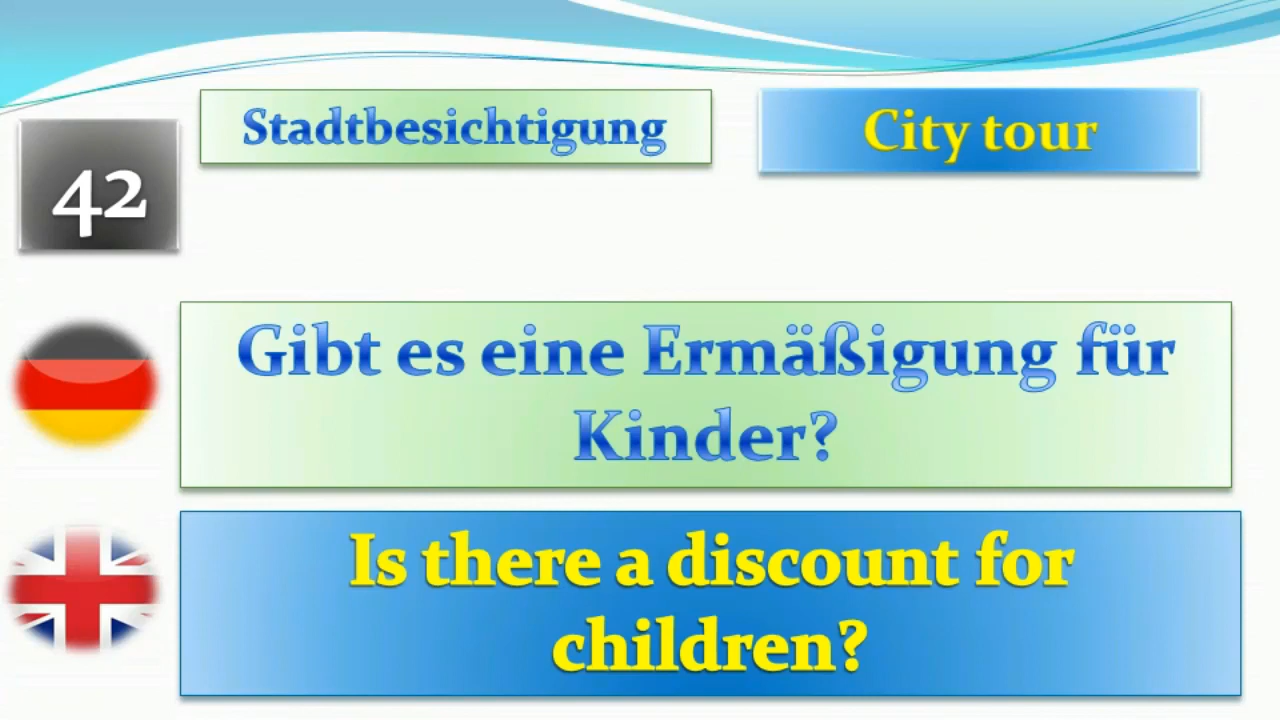 Stadtbesichtigung
City tour
42
Gibt es eine Ermäßigung für
Kinder?
Is there a discount for
children?